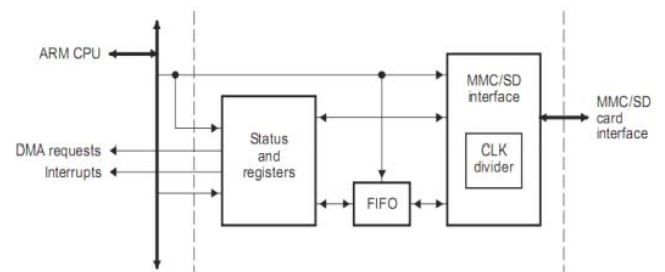 ARM CPU
DMA requests
Interrupts
Status
and
registers
FIFO
MMC/SD
interface
CLK
divider
MMC/SD
card
interface